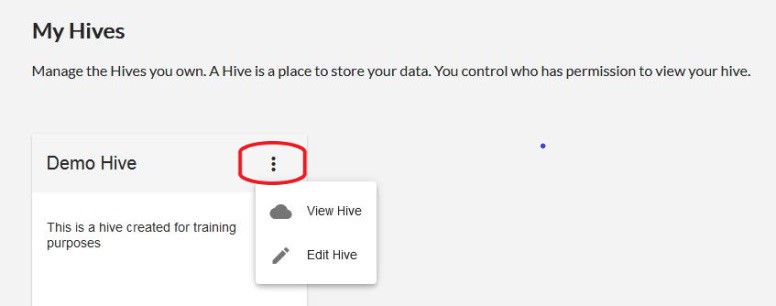 My Hives
Manage the Hives you own. A Hive is a place to store your data. You control who has permission to view your hive.
Demo Hive
View Hive
This is a hive created for training
purposes
Edit Hive